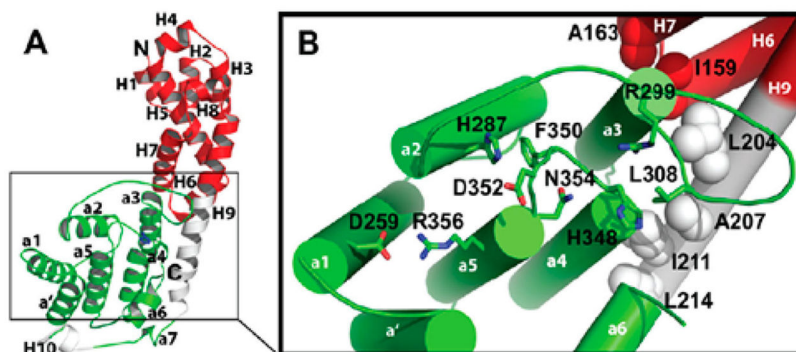 A
H4
N
H2
H3
H1
H5
H8
H7
H6
H9
a3
a2
a1
a5
a4
C
a'
a6
a7
H10
B
A163
H7
H6
I159
H9
R299
H287
F350
a3
a2
L204
D352
N354
L308
D259
R356
A207
H348
a1
a5
a4
I211
L214
a'
a6